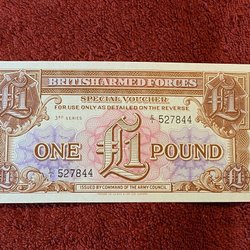 BRITISH ARMED FORCES
SPECIAL VOUCHER
FOR USE ONLY AS DETAILED ON THE REVERSE
3RD SERIES
527844
£1 ONE £1 POUND £1
527844
ISSUED BY COMMAND OF THE ARMY COUNCIL